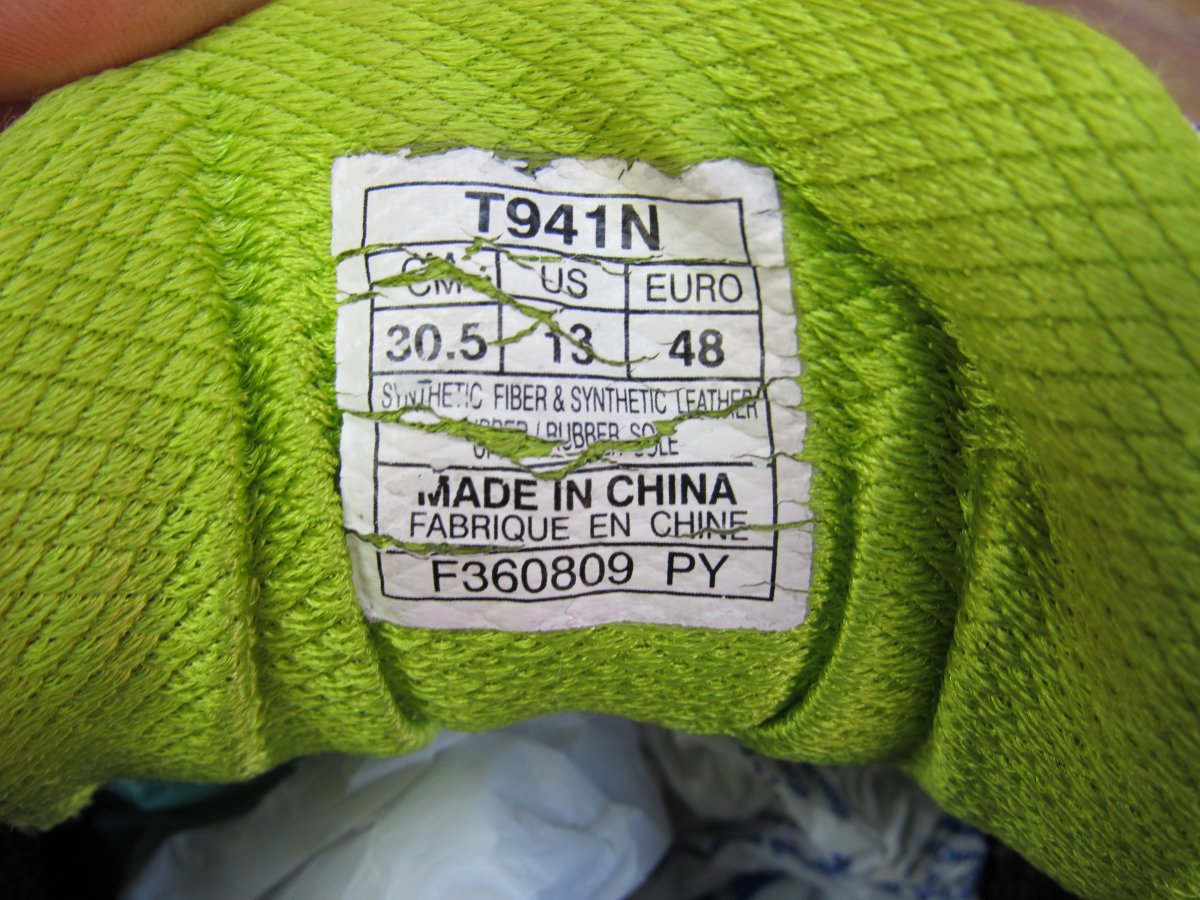 T941N
CM US EURO
30.5 13 48
SYNTHETIC FIBER & SYNTHETIC LEATHER
/ RUBBER SOLE
MADE IN CHINA
FABRIQUE EN CHINE
F360809 PY